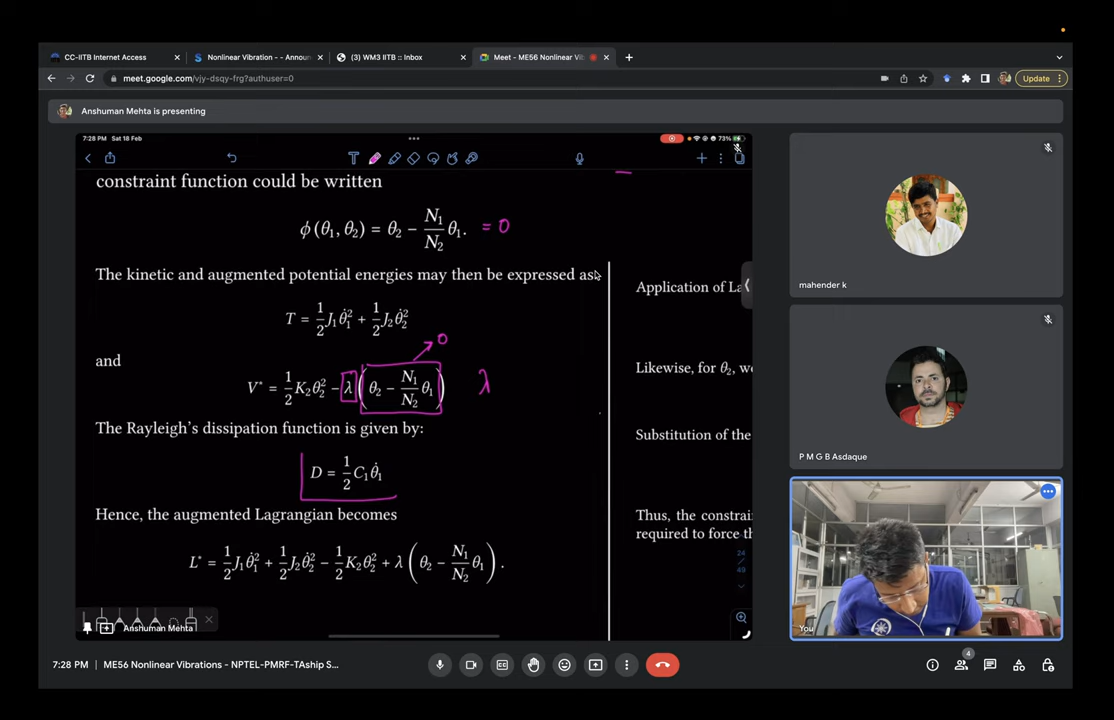 CC-IITB Internet Access
Nonlinear Vibration - - Announ
(3) WM3 IITB :: Inbox
Meet - ME56 Nonlinear Vib
meet.google.com/vjy-dsqy-frg?authuser=0
Update
Anshuman Mehta is presenting
7:28 PM Sat 18 Feb
73%
constraint function could be written
ϕ(θ₁, θ₂) = θ₂ − N₁/N₂ θ₁. = 0
The kinetic and augmented potential energies may then be expressed as
T = 1/2 J₁θ̇₁² + 1/2 J₂θ̇₂²
0
and
V* = 1/2 K₂θ₂² − λ (θ₂ − N₁/N₂ θ₁) λ
The Rayleigh's dissipation function is given by:
D = 1/2 C₁θ̇₁
Hence, the augmented Lagrangian becomes
L* = 1/2 J₁θ̇₁² + 1/2 J₂θ̇₂² − 1/2 K₂θ₂² + λ (θ₂ − N₁/N₂ θ₁).
Application of La
Likewise, for θ₂, w
Substitution of the
Thus, the constrai
required to force th
24
49
Anshuman Mehta
mahender k
P M G B Asdaque
You
7:28 PM | ME56 Nonlinear Vibrations - NPTEL-PMRF-TAship S...
4